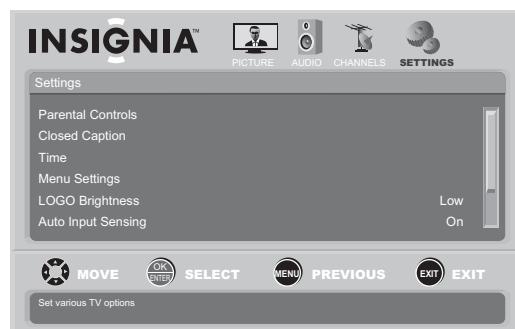 INSIGNIA™
PICTURE AUDIO CHANNELS SETTINGS
Settings
Parental Controls
Closed Caption
Time
Menu Settings
LOGO Brightness Low
Auto Input Sensing On
MOVE OK ENTER SELECT MENU PREVIOUS EXIT EXIT
Set various TV options